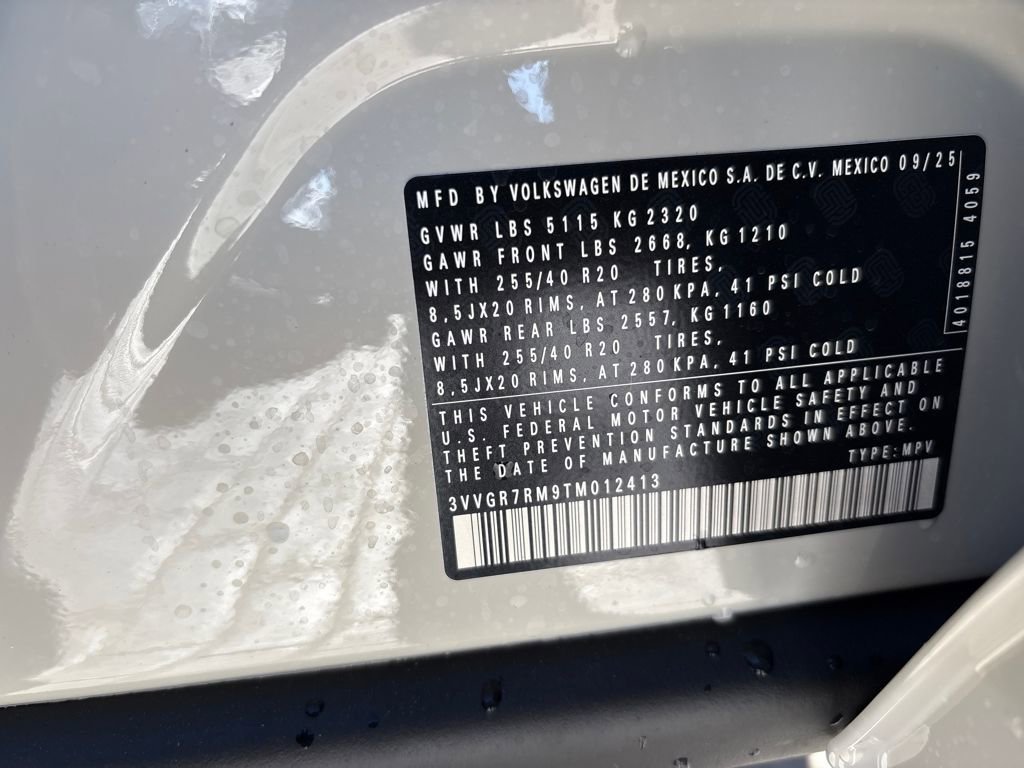 MFD BY VOLKSWAGEN DE MEXICO S.A. DE C.V. MEXICO 09/25
GVWR LBS 5115 KG 2320
GAWR FRONT LBS 2668, KG 1210
WITH 255/40 R20 TIRES,
8,5JX20 RIMS, AT 280 KPA, 41 PSI COLD
GAWR REAR LBS 2557, KG 1160
WITH 255/40 R20 TIRES,
8,5JX20 RIMS, AT 280 KPA, 41 PSI COLD
4018815 4059
THIS VEHICLE CONFORMS TO ALL APPLICABLE
U.S. FEDERAL MOTOR VEHICLE SAFETY AND
THEFT PREVENTION STANDARDS IN EFFECT ON
THE DATE OF MANUFACTURE SHOWN ABOVE.
TYPE: MPV
3VVGR7RM9TM012413